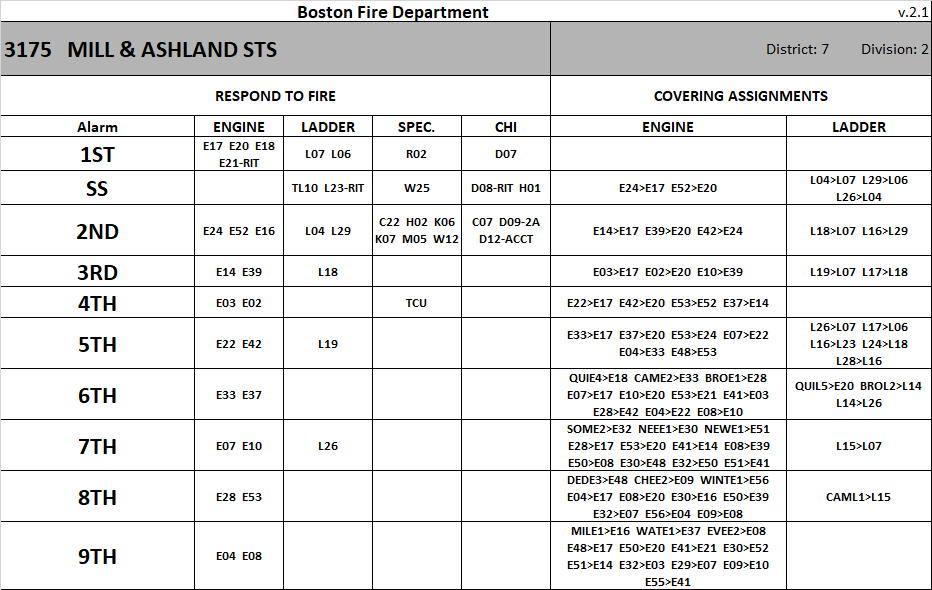 Boston Fire Department v.2.1
3175 MILL & ASHLAND STS District: 7 Division: 2
RESPOND TO FIRE COVERING ASSIGNMENTS
Alarm ENGINE LADDER SPEC. CHI ENGINE LADDER
1ST
E17 E20 E18
E21-RIT
L07 L06
R02
D07
SS
TL10 L23-RIT
W25
D08-RIT H01
E24>E17 E52>E20
L04>L07 L29>L06
L26>L04
2ND
E24 E52 E16
L04 L29
C22 H02 K06
K07 M05 W12
C07 D09-2A
D12-ACCT
E14>E17 E39>E20 E42>E24
L18>L07 L16>L29
3RD
E14 E39
L18
E03>E17 E02>E20 E10>E39
L19>L07 L17>L18
4TH
E03 E02
TCU
E22>E17 E42>E20 E53>E52 E37>E14
5TH
E22 E42
L19
E33>E17 E37>E20 E53>E24 E07>E22
E04>E33 E48>E53
L26>L07 L17>L06
L16>L23 L24>L18
L28>L16
6TH
E33 E37
QUIE4>E18 CAME2>E33 BROE1>E28
E07>E17 E10>E20 E53>E21 E41>E03
E28>E42 E04>E22 E08>E10
QUIL5>E20 BROL2>L14
L14>L26
7TH
E07 E10
L26
SOME2>E32 NEEE1>E30 NEWE1>E51
E28>E17 E53>E20 E41>E14 E08>E39
E50>E08 E30>E48 E32>E50 E51>E41
L15>L07
8TH
E28 E53
DEDE3>E48 CHEE2>E09 WINTE1>E56
E04>E17 E08>E20 E30>E16 E50>E39
E32>E07 E56>E04 E09>E08
CAML1>L15
9TH
E04 E08
MILE1>E16 WATE1>E37 EVEE2>E08
E48>E17 E50>E20 E41>E21 E30>E52
E51>E14 E32>E03 E29>E07 E09>E10
E55>E41